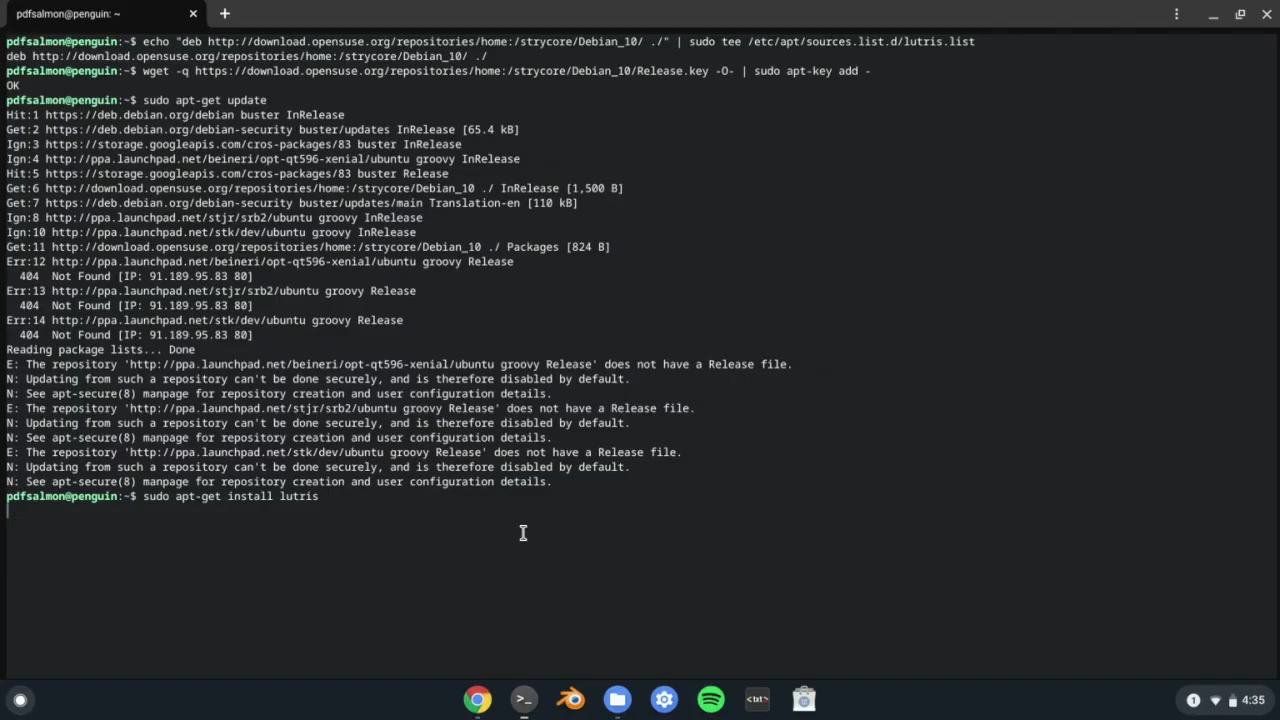 pdfsalmon@penguin: ~
pdfsalmon@penguin:~$ echo "deb http://download.opensuse.org/repositories/home:/strycore/Debian_10/ ./" | sudo tee /etc/apt/sources.list.d/lutris.list
deb http://download.opensuse.org/repositories/home:/strycore/Debian_10/ ./
pdfsalmon@penguin:~$ wget -q https://download.opensuse.org/repositories/home:/strycore/Debian_10/Release.key -O- | sudo apt-key add -
OK
pdfsalmon@penguin:~$ sudo apt-get update
Hit:1 https://deb.debian.org/debian buster InRelease
Get:2 https://deb.debian.org/debian-security buster/updates InRelease [65.4 kB]
Ign:3 https://storage.googleapis.com/cros-packages/83 buster InRelease
Ign:4 http://ppa.launchpad.net/beineri/opt-qt596-xenial/ubuntu groovy InRelease
Hit:5 https://storage.googleapis.com/cros-packages/83 buster Release
Get:6 http://download.opensuse.org/repositories/home:/strycore/Debian_10 ./ InRelease [1,500 B]
Get:7 https://deb.debian.org/debian-security buster/updates/main Translation-en [110 kB]
Ign:8 http://ppa.launchpad.net/stjr/srb2/ubuntu groovy InRelease
Ign:10 http://ppa.launchpad.net/stk/dev/ubuntu groovy InRelease
Get:11 http://download.opensuse.org/repositories/home:/strycore/Debian_10 ./ Packages [824 B]
Err:12 http://ppa.launchpad.net/beineri/opt-qt596-xenial/ubuntu groovy Release
404  Not Found [IP: 91.189.95.83 80]
Err:13 http://ppa.launchpad.net/stjr/srb2/ubuntu groovy Release
404  Not Found [IP: 91.189.95.83 80]
Err:14 http://ppa.launchpad.net/stk/dev/ubuntu groovy Release
404  Not Found [IP: 91.189.95.83 80]
Reading package lists... Done
E: The repository 'http://ppa.launchpad.net/beineri/opt-qt596-xenial/ubuntu groovy Release' does not have a Release file.
N: Updating from such a repository can't be done securely, and is therefore disabled by default.
N: See apt-secure(8) manpage for repository creation and user configuration details.
E: The repository 'http://ppa.launchpad.net/stjr/srb2/ubuntu groovy Release' does not have a Release file.
N: Updating from such a repository can't be done securely, and is therefore disabled by default.
N: See apt-secure(8) manpage for repository creation and user configuration details.
E: The repository 'http://ppa.launchpad.net/stk/dev/ubuntu groovy Release' does not have a Release file.
N: Updating from such a repository can't be done securely, and is therefore disabled by default.
N: See apt-secure(8) manpage for repository creation and user configuration details.
pdfsalmon@penguin:~$ sudo apt-get install lutris
>_
<txt>
1
4:35